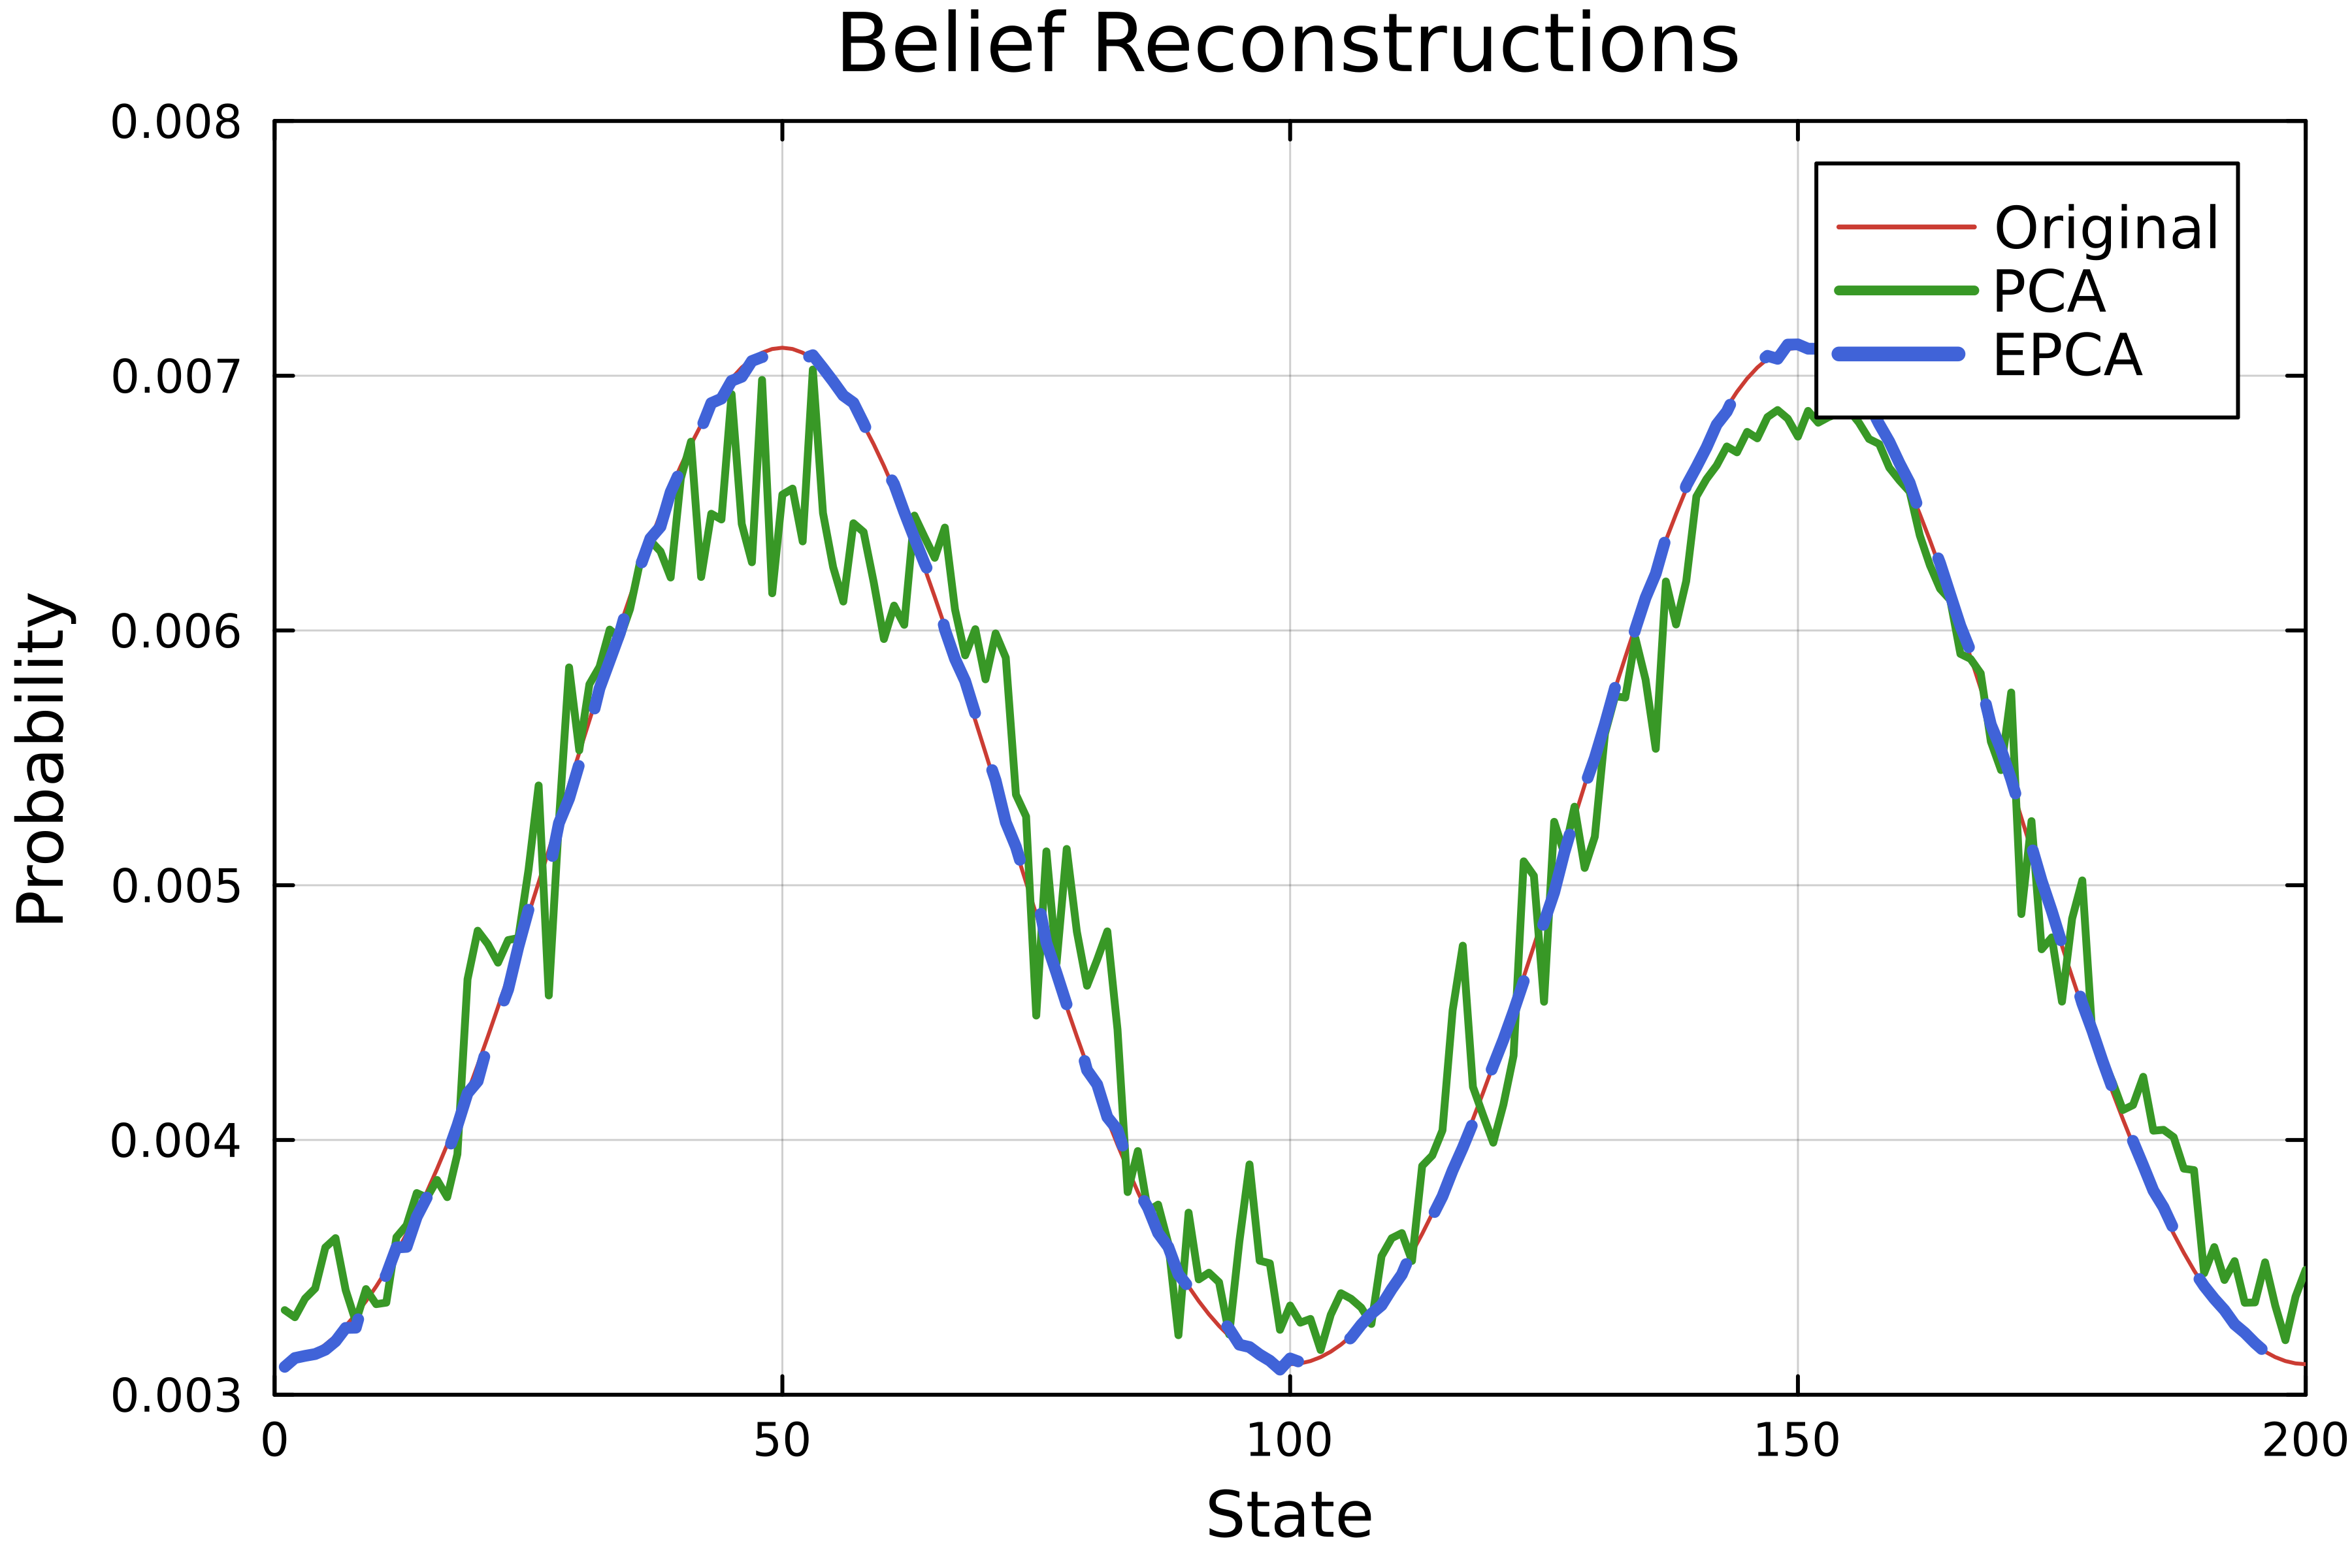 Belief Reconstructions
0.008
0.007
0.006
0.005
0.004
0.003
Probability
Original
PCA
EPCA
0 50 100 150 200
State